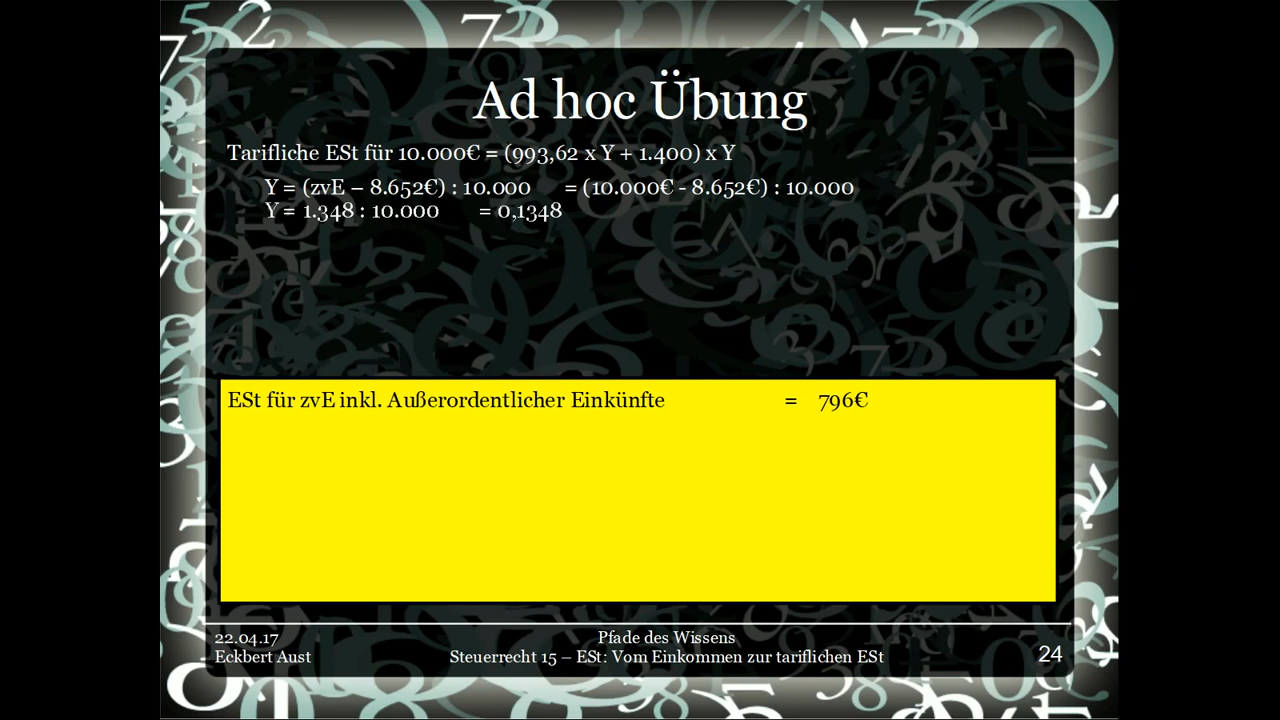 Ad hoc Übung
Tarifliche ESt für 10.000€ = (993,62 x Y + 1.400) x Y
Y = (zvE – 8.652€) : 10.000 = (10.000€ - 8.652€) : 10.000
Y = 1.348 : 10.000 = 0,1348
ESt für zvE inkl. Außerordentlicher Einkünfte = 796€
22.04.17 Pfade des Wissens
Eckbert Aust Steuerrecht 15 – ESt: Vom Einkommen zur tariflichen ESt 24